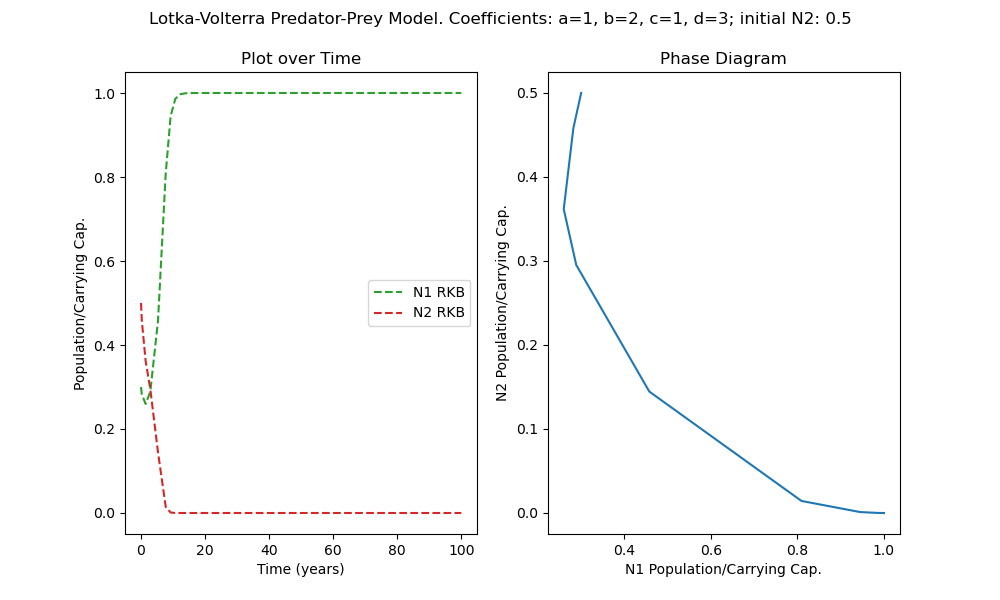 Lotka-Volterra Predator-Prey Model. Coefficients: a=1, b=2, c=1, d=3; initial N2: 0.5
Plot over Time
Population/Carrying Cap.
1.0
0.8
0.6
0.4
0.2
0.0
N1 RKB
N2 RKB
0 20 40 60 80 100
Time (years)
Phase Diagram
N2 Population/Carrying Cap.
0.5
0.4
0.3
0.2
0.1
0.0
0.4 0.6 0.8 1.0
N1 Population/Carrying Cap.